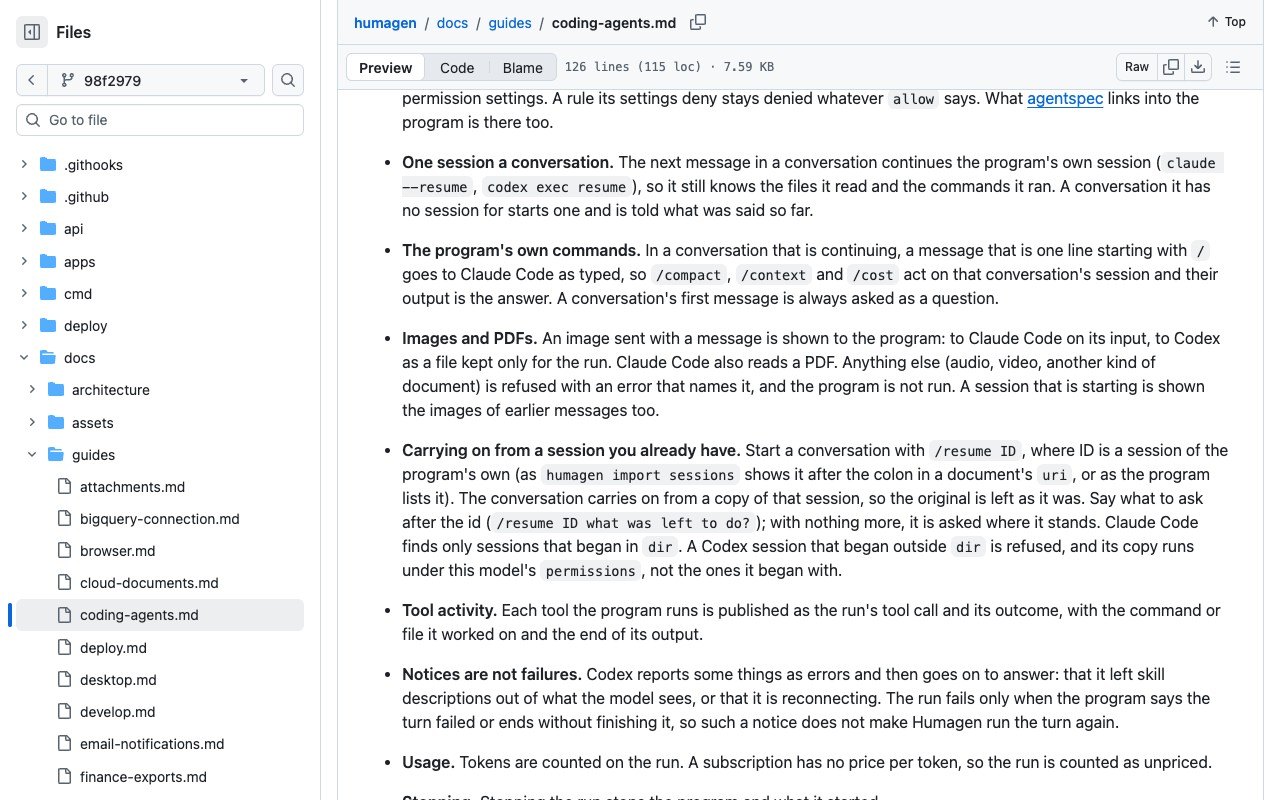 Files
98f2979
Go to file
.githooks
.github
api
apps
cmd
deploy
docs
architecture
assets
guides
attachments.md
bigquery-connection.md
browser.md
cloud-documents.md
coding-agents.md
deploy.md
desktop.md
develop.md
email-notifications.md
finance-exports.md
humagen / docs / guides / coding-agents.md
Top
Preview Code Blame 126 lines (115 loc) · 7.59 KB
Raw
permission settings. A rule its settings deny stays denied whatever allow says. What agentspec links into the
program is there too.
• One session a conversation. The next message in a conversation continues the program's own session ( claude
--resume , codex exec resume ), so it still knows the files it read and the commands it ran. A conversation it has
no session for starts one and is told what was said so far.
• The program's own commands. In a conversation that is continuing, a message that is one line starting with /
goes to Claude Code as typed, so /compact , /context and /cost act on that conversation's session and their
output is the answer. A conversation's first message is always asked as a question.
• Images and PDFs. An image sent with a message is shown to the program: to Claude Code on its input, to Codex
as a file kept only for the run. Claude Code also reads a PDF. Anything else (audio, video, another kind of
document) is refused with an error that names it, and the program is not run. A session that is starting is shown
the images of earlier messages too.
• Carrying on from a session you already have. Start a conversation with /resume ID , where ID is a session of the
program's own (as humagen import sessions shows it after the colon in a document's uri , or as the program
lists it). The conversation carries on from a copy of that session, so the original is left as it was. Say what to ask
after the id ( /resume ID what was left to do? ); with nothing more, it is asked where it stands. Claude Code
finds only sessions that began in dir . A Codex session that began outside dir is refused, and its copy runs
under this model's permissions , not the ones it began with.
• Tool activity. Each tool the program runs is published as the run's tool call and its outcome, with the command or
file it worked on and the end of its output.
• Notices are not failures. Codex reports some things as errors and then goes on to answer: that it left skill
descriptions out of what the model sees, or that it is reconnecting. The run fails only when the program says the
turn failed or ends without finishing it, so such a notice does not make Humagen run the turn again.
• Usage. Tokens are counted on the run. A subscription has no price per token, so the run is counted as unpriced.
Stopping. Stopping the run stops the program and what it started.